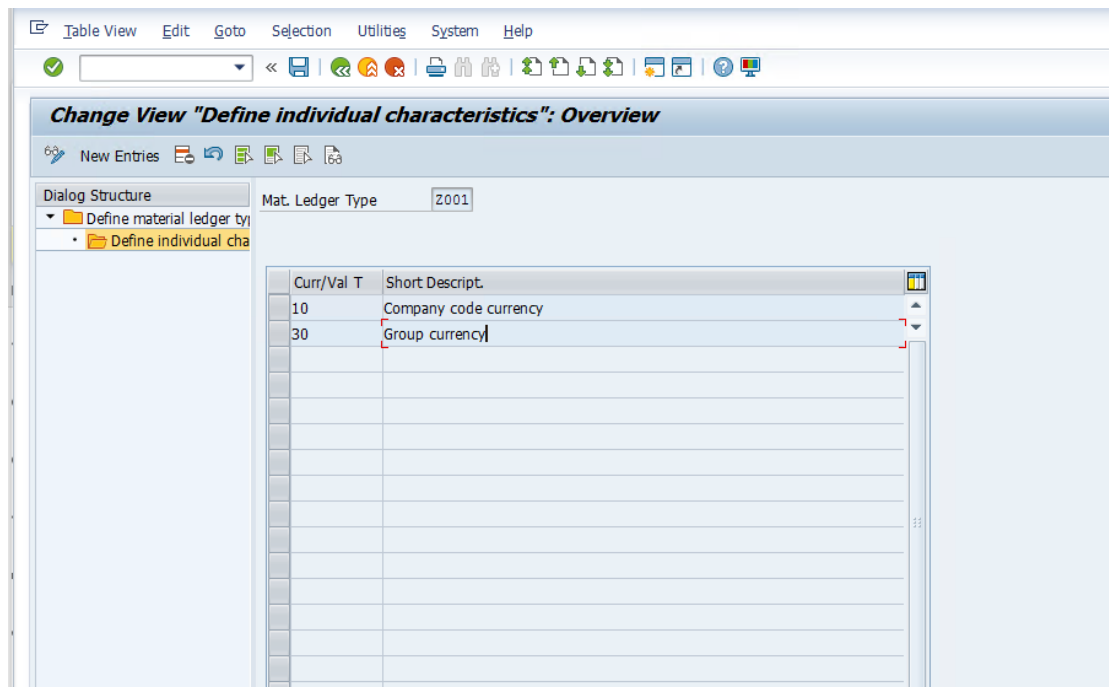 Table View Edit Goto Selection Utilities System Help
Change View "Define individual characteristics": Overview
New Entries
Dialog Structure
Define material ledger ty
Define individual cha
Mat. Ledger Type Z001
Curr/Val T Short Descript.
10 Company code currency
30 Group currency